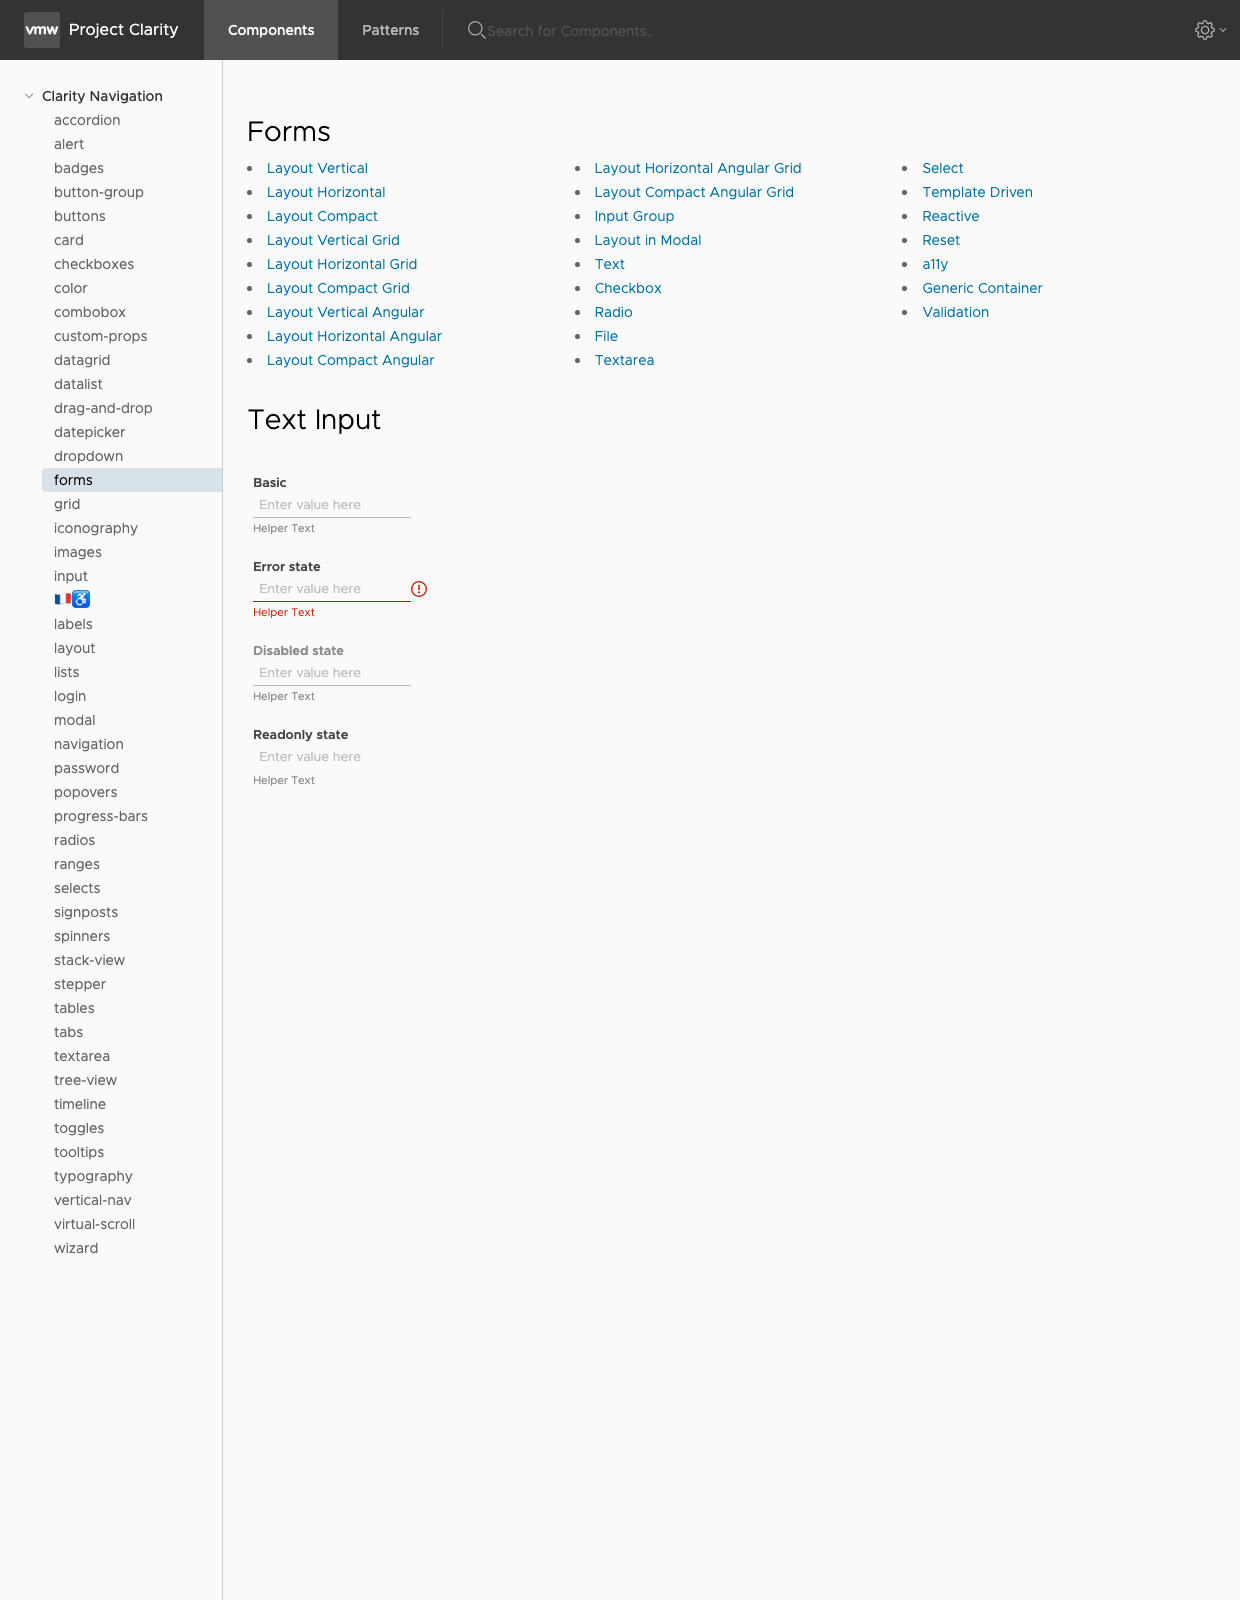 vmw Project Clarity Components Patterns Search for Components..
Clarity Navigation
accordion
alert
badges
button-group
buttons
card
checkboxes
color
combobox
custom-props
datagrid
datalist
drag-and-drop
datepicker
dropdown
forms
grid
iconography
images
input
🇫🇷♿
labels
layout
lists
login
modal
navigation
password
popovers
progress-bars
radios
ranges
selects
signposts
spinners
stack-view
stepper
tables
tabs
textarea
tree-view
timeline
toggles
tooltips
typography
vertical-nav
virtual-scroll
wizard
Forms
Layout Vertical
Layout Horizontal
Layout Compact
Layout Vertical Grid
Layout Horizontal Grid
Layout Compact Grid
Layout Vertical Angular
Layout Horizontal Angular
Layout Compact Angular
Layout Horizontal Angular Grid
Layout Compact Angular Grid
Input Group
Layout in Modal
Text
Checkbox
Radio
File
Textarea
Select
Template Driven
Reactive
Reset
a11y
Generic Container
Validation
Text Input
Basic
Enter value here
Helper Text
Error state
Enter value here
Helper Text
Disabled state
Enter value here
Helper Text
Readonly state
Enter value here
Helper Text